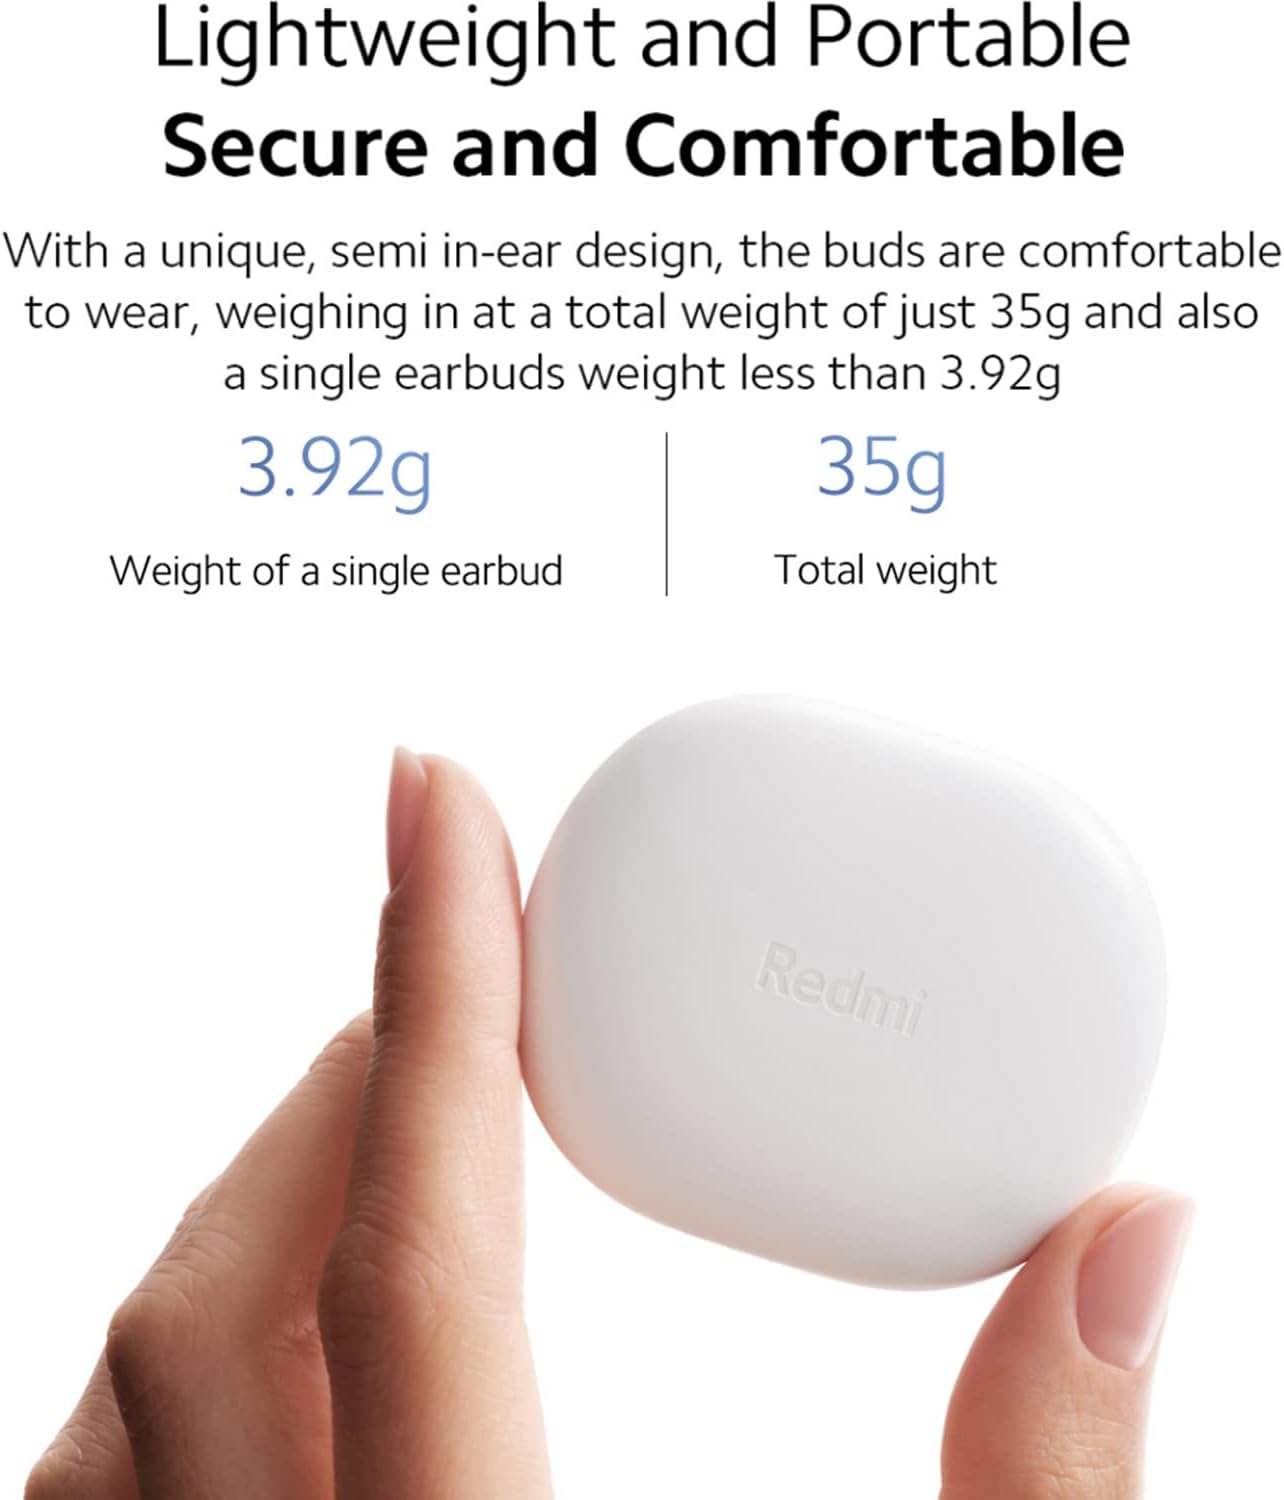 Lightweight and Portable
Secure and Comfortable
With a unique, semi in-ear design, the buds are comfortable
to wear, weighing in at a total weight of just 35g and also
a single earbuds weight less than 3.92g
3.92g
Weight of a single earbud
35g
Total weight
Redmi